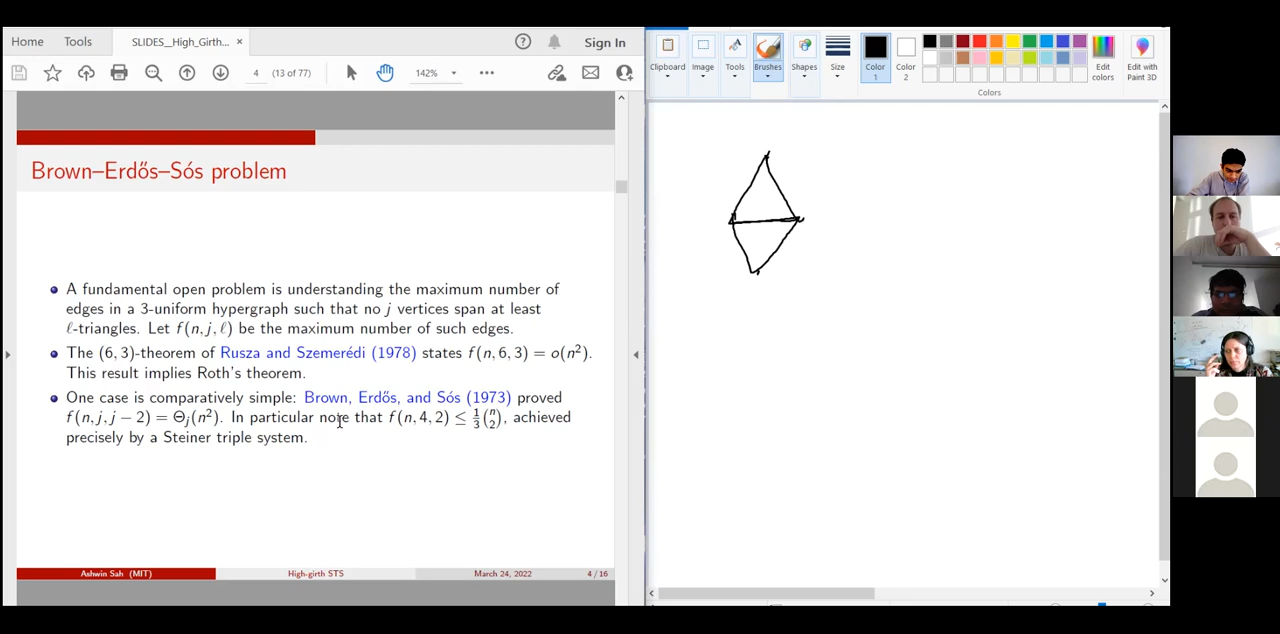 Home Tools SLIDES__High_Girth... × Sign In
4 (13 of 77) 142%
Clipboard Image Tools Brushes Shapes Size Color 1 Color 2 Edit colors Edit with Paint 3D
Colors
Brown–Erdős–Sós problem
A fundamental open problem is understanding the maximum number of
edges in a 3-uniform hypergraph such that no j vertices span at least
ℓ-triangles. Let f(n, j, ℓ) be the maximum number of such edges.
The (6, 3)-theorem of Rusza and Szemerédi (1978) states f(n, 6, 3) = o(n²).
This result implies Roth's theorem.
One case is comparatively simple: Brown, Erdős, and Sós (1973) proved
f(n, j, j − 2) = Θⱼ(n²). In particular note that f(n, 4, 2) ≤ 1/3 (n 2), achieved
precisely by a Steiner triple system.
Ashwin Sah (MIT) High-girth STS March 24, 2022 4 / 16